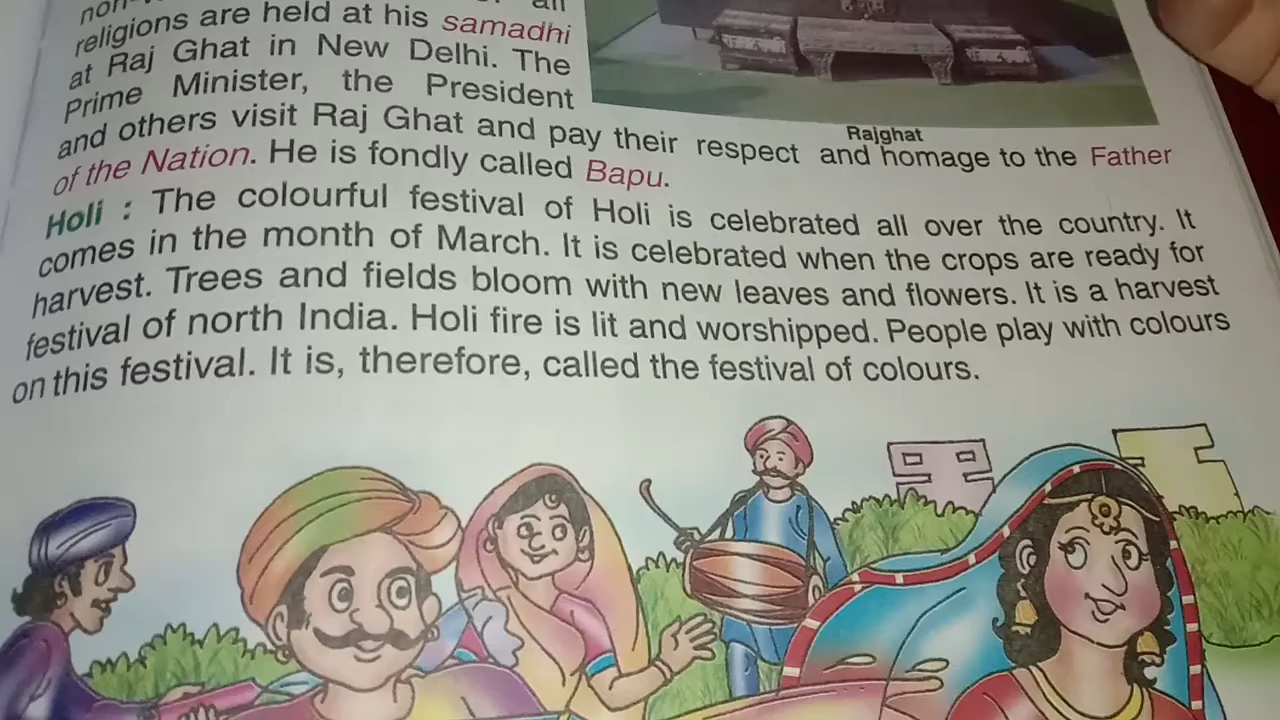 all
religions are held at his samadhi
at Raj Ghat in New Delhi. The
Prime Minister, the President
and others visit Raj Ghat and pay their respect and homage to the Father
of the Nation. He is fondly called Bapu.
Rajghat
Holi : The colourful festival of Holi is celebrated all over the country. It
comes in the month of March. It is celebrated when the crops are ready for
harvest. Trees and fields bloom with new leaves and flowers. It is a harvest
festival of north India. Holi fire is lit and worshipped. People play with colours
on this festival. It is, therefore, called the festival of colours.